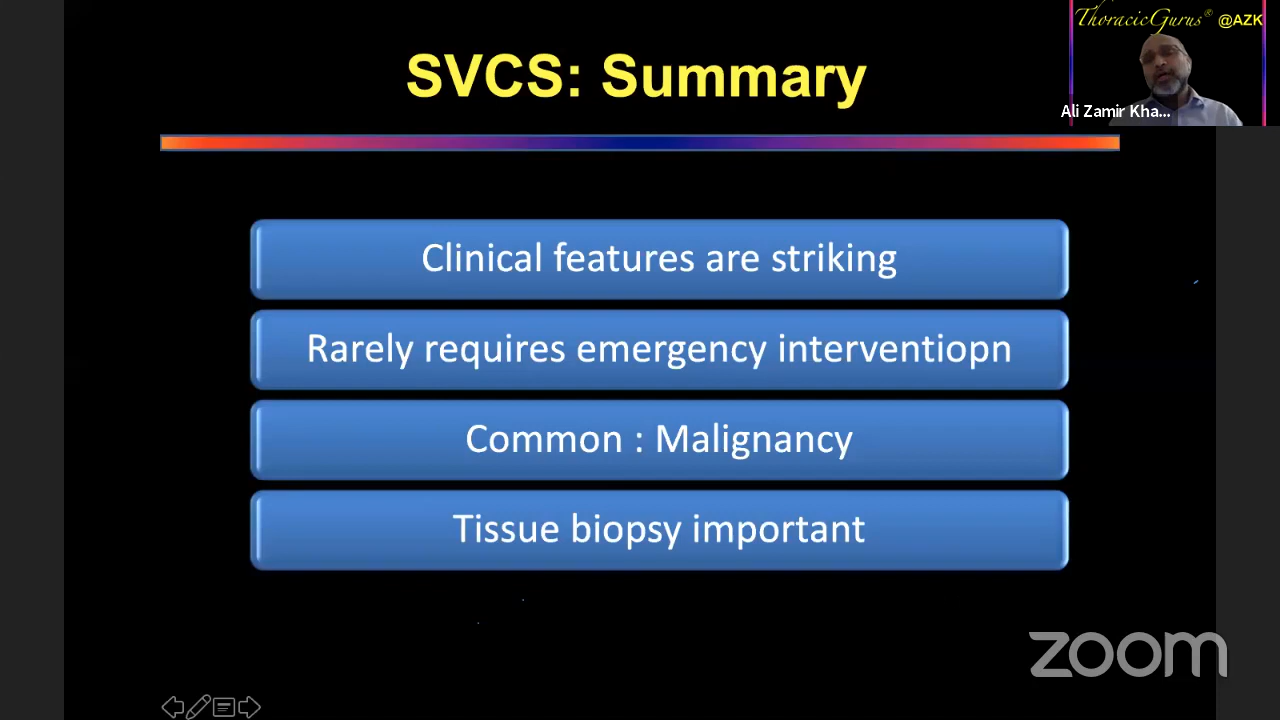 ThoracicGurus® @AZK
SVCS: Summary
Ali Zamir Kha...
Clinical features are striking
Rarely requires emergency interventiopn
Common : Malignancy
Tissue biopsy important
zoom